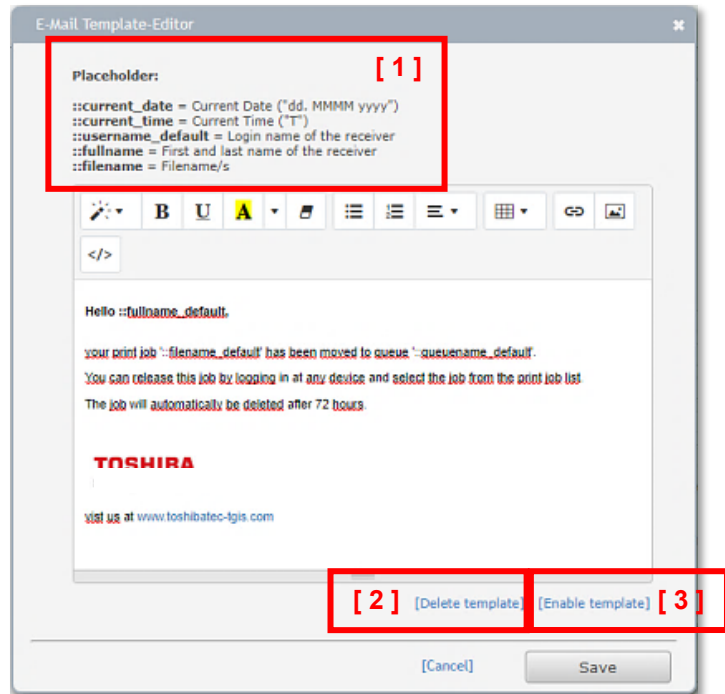 E-Mail Template-Editor
[ 1 ]
Placeholder:
::current_date = Current Date ("dd. MMMM yyyy")
::current_time = Current Time ("T")
::username_default = Login name of the receiver
::fullname = First and last name of the receiver
::filename = Filename/s
B U A
</>
Hello ::fullname_default,
your print job '::filename_default' has been moved to queue '::queuename_default'.
You can release this job by logging in at any device and select the job from the print job list.
The job will automatically be deleted after 72 hours.
TOSHIBA
vist us at www.toshibatec-tgis.com
[ 2 ] [Delete template] [Enable template] [ 3 ]
[Cancel] Save